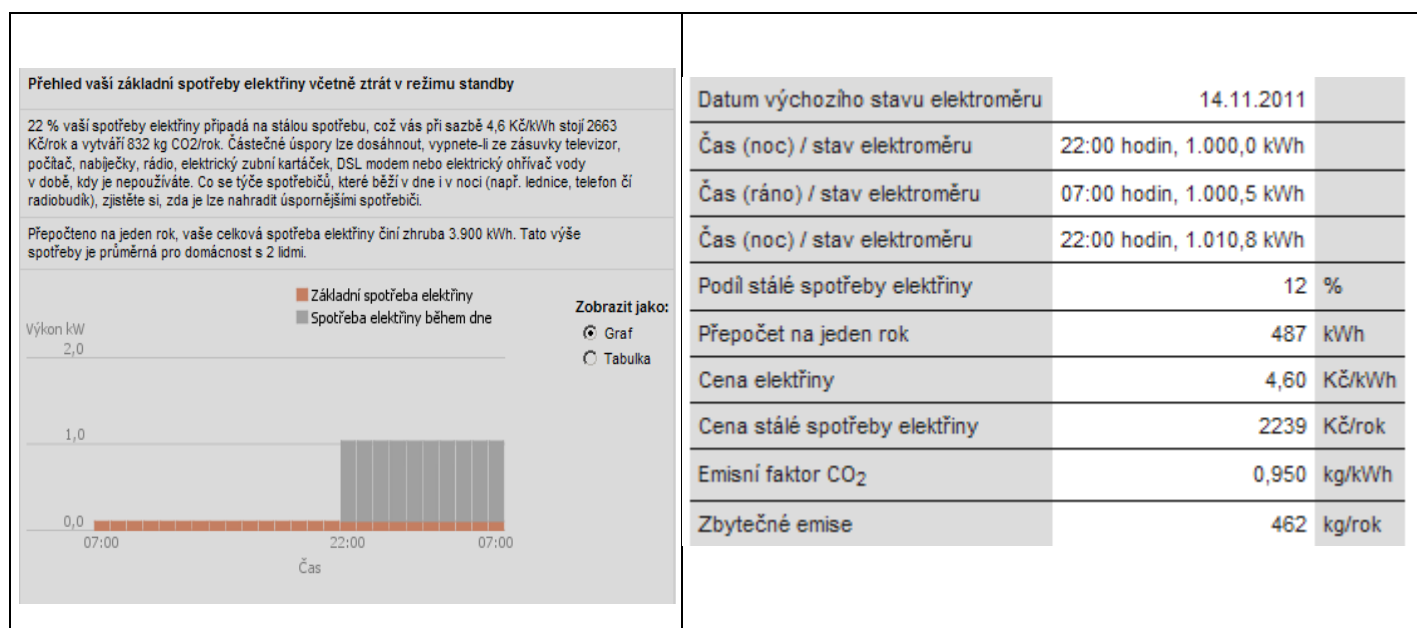 Přehled vaší základní spotřeby elektřiny včetně ztrát v režimu standby
22 % vaší spotřeby elektřiny připadá na stálou spotřebu, což vás při sazbě 4,6 Kč/kWh stojí 2663
Kč/rok a vytváří 832 kg CO2/rok. Částečné úspory lze dosáhnout, vypnete-li ze zásuvky televizor,
počítač, nabíječky, rádio, elektrický zubní kartáček, DSL modem nebo elektrický ohřívač vody
v době, kdy je nepoužíváte. Co se týče spotřebičů, které běží v dne i v noci (např. lednice, telefon čí
radiobudík), zjistěte si, zda je lze nahradit úspornějšími spotřebiči.
Přepočteno na jeden rok, vaše celková spotřeba elektřiny činí zhruba 3.900 kWh. Tato výše
spotřeby je průměrná pro domácnost s 2 lidmi.
Základní spotřeba elektřiny
Spotřeba elektřiny během dne
Zobrazit jako:
Graf
Tabulka
Výkon kW
2,0
1,0
0,0
07:00 22:00 07:00
Čas
Datum výchozího stavu elektroměru 14.11.2011
Čas (noc) / stav elektroměru 22:00 hodin, 1.000,0 kWh
Čas (ráno) / stav elektroměru 07:00 hodin, 1.000,5 kWh
Čas (noc) / stav elektroměru 22:00 hodin, 1.010,8 kWh
Podíl stálé spotřeby elektřiny 12 %
Přepočet na jeden rok 487 kWh
Cena elektřiny 4,60 Kč/kWh
Cena stálé spotřeby elektřiny 2239 Kč/rok
Emisní faktor CO2 0,950 kg/kWh
Zbytečné emise 462 kg/rok